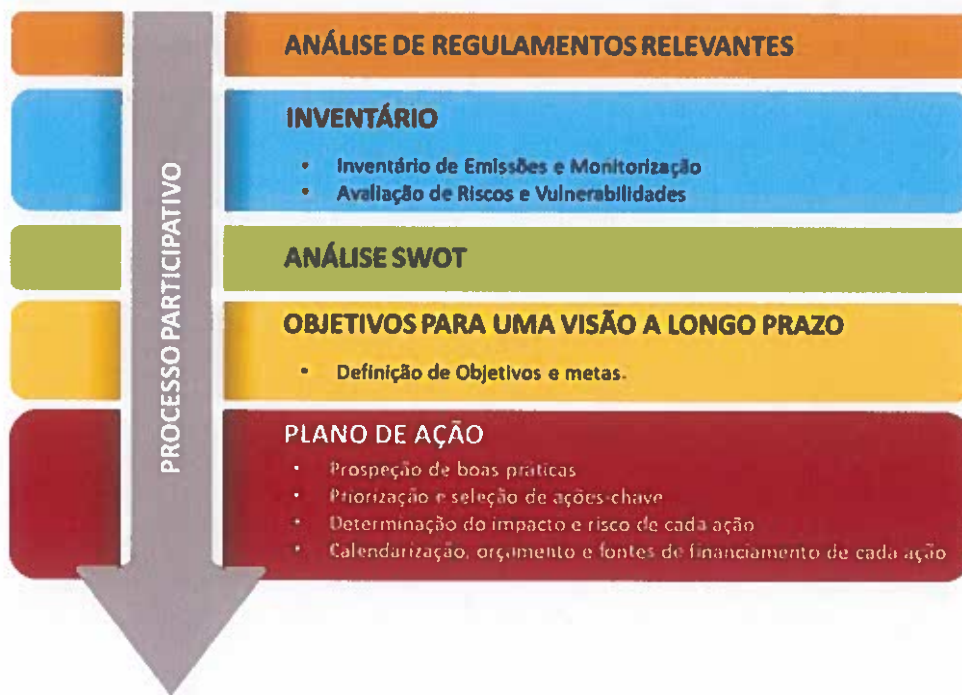 ANÁLISE DE REGULAMENTOS RELEVANTES
INVENTÁRIO
• Inventário de Emissões e Monitorização
• Avaliação de Riscos e Vulnerabilidades
ANÁLISE SWOT
OBJETIVOS PARA UMA VISÃO A LONGO PRAZO
• Definição de Objetivos e metas.
PLANO DE AÇÃO
• Prospeção de boas práticas
• Priorização e seleção de ações-chave
• Determinação do impacto e risco de cada ação
• Calendarização, orçamento e fontes de financiamento de cada ação
PROCESSO PARTICIPATIVO